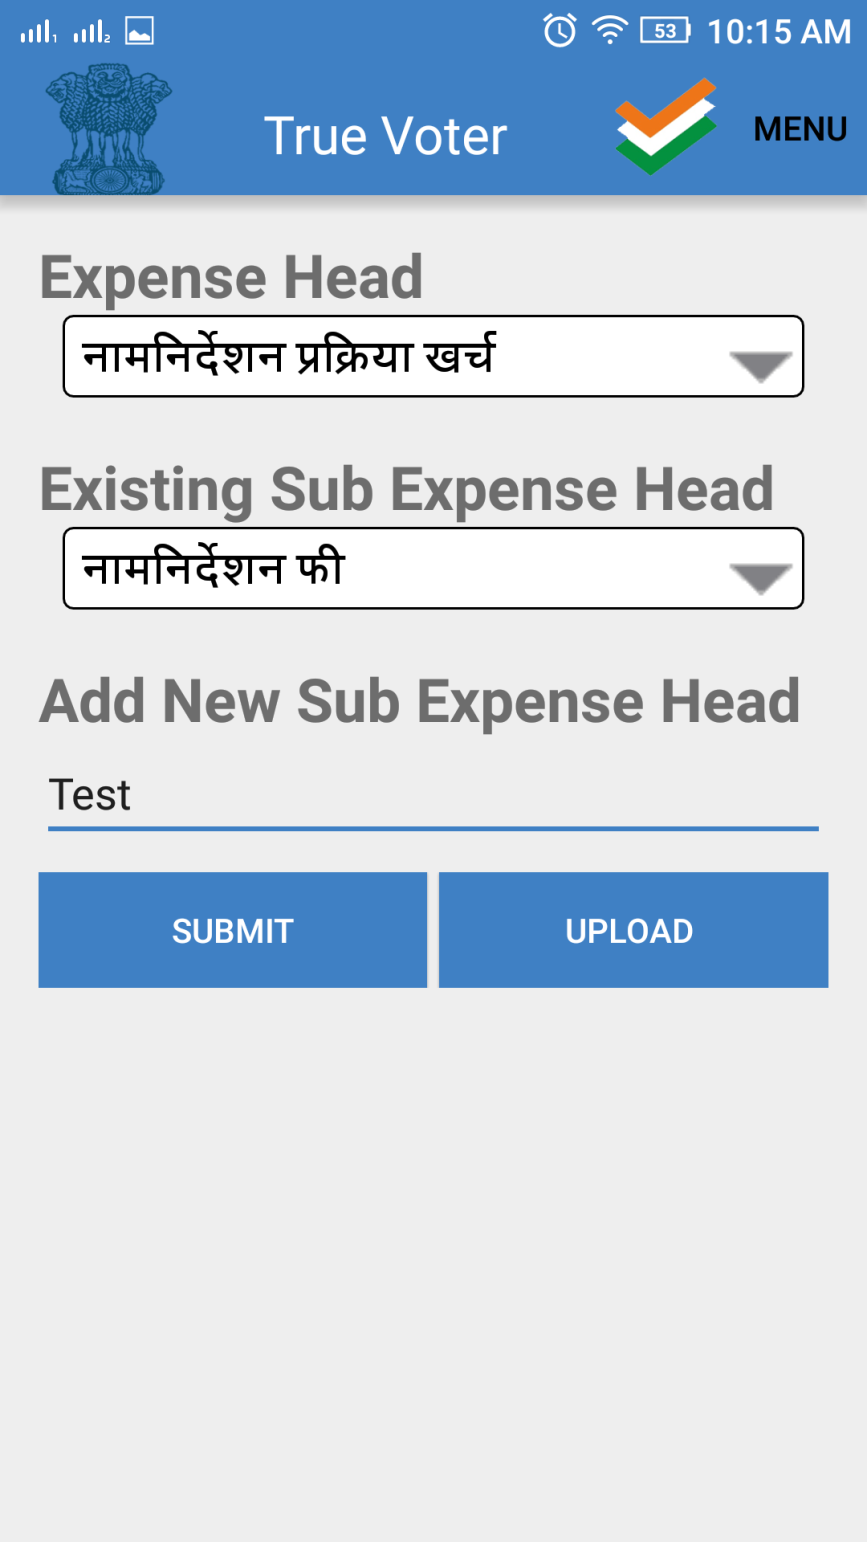 10:15 AM
53
True Voter
MENU
Expense Head
नामनिर्देशन प्रक्रिया खर्च
Existing Sub Expense Head
नामनिर्देशन फी
Add New Sub Expense Head
Test
SUBMIT
UPLOAD